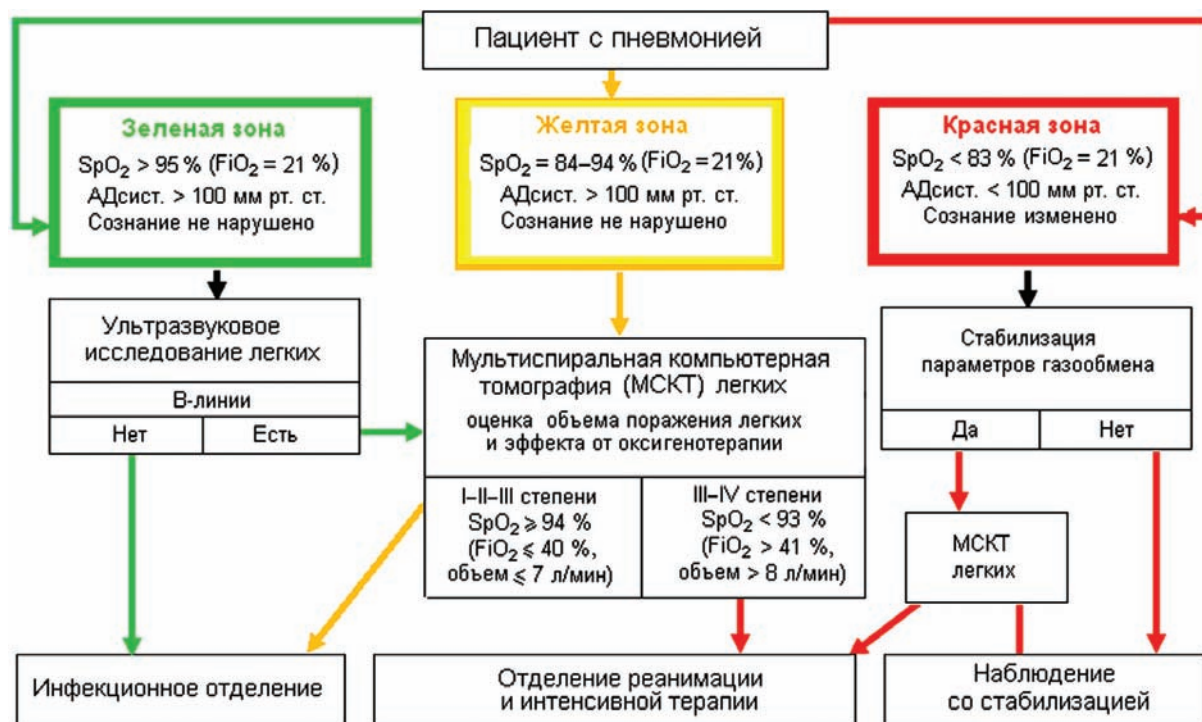 Пациент с пневмонией
Зеленая зона
SpO₂ > 95 % (FiO₂ = 21 %)
АДсист. > 100 мм рт. ст.
Сознание не нарушено
Желтая зона
SpO₂ = 84–94 % (FiO₂ = 21%)
АДсист. > 100 мм рт. ст.
Сознание не нарушено
Красная зона
SpO₂ < 83 % (FiO₂ = 21 %)
АДсист. < 100 мм рт. ст.
Сознание изменено
Ультразвуковое
исследование легких
В-линии
Нет
Есть
Мультиспиральная компьютерная
томография (МСКТ) легких
оценка объема поражения легких
и эффекта от оксигенотерапии
I–II–III степени
SpO₂ ⩾ 94 %
(FiO₂ ⩽ 40 %,
объем ⩽ 7 л/мин)
III–IV степени
SpO₂ < 93 %
(FiO₂ > 41 %,
объем > 8 л/мин)
Стабилизация
параметров газообмена
Да
Нет
МСКТ
легких
Инфекционное отделение
Отделение реанимации
и интенсивной терапии
Наблюдение
со стабилизацией